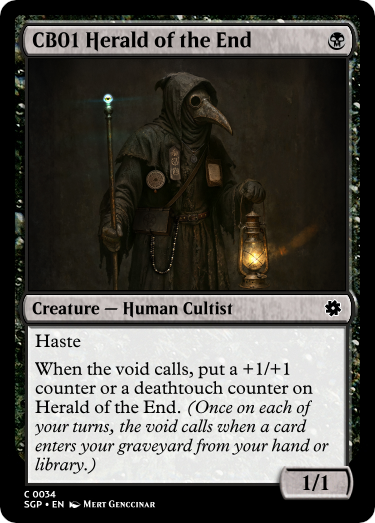 CB01 Herald of the End
Creature — Human Cultist
Haste
When the void calls, put a +1/+1
counter or a deathtouch counter on
Herald of the End. (Once on each of
your turns, the void calls when a card
enters your graveyard from your hand or
library.)
1/1
C 0034
SGP • EN Mert Genccinar